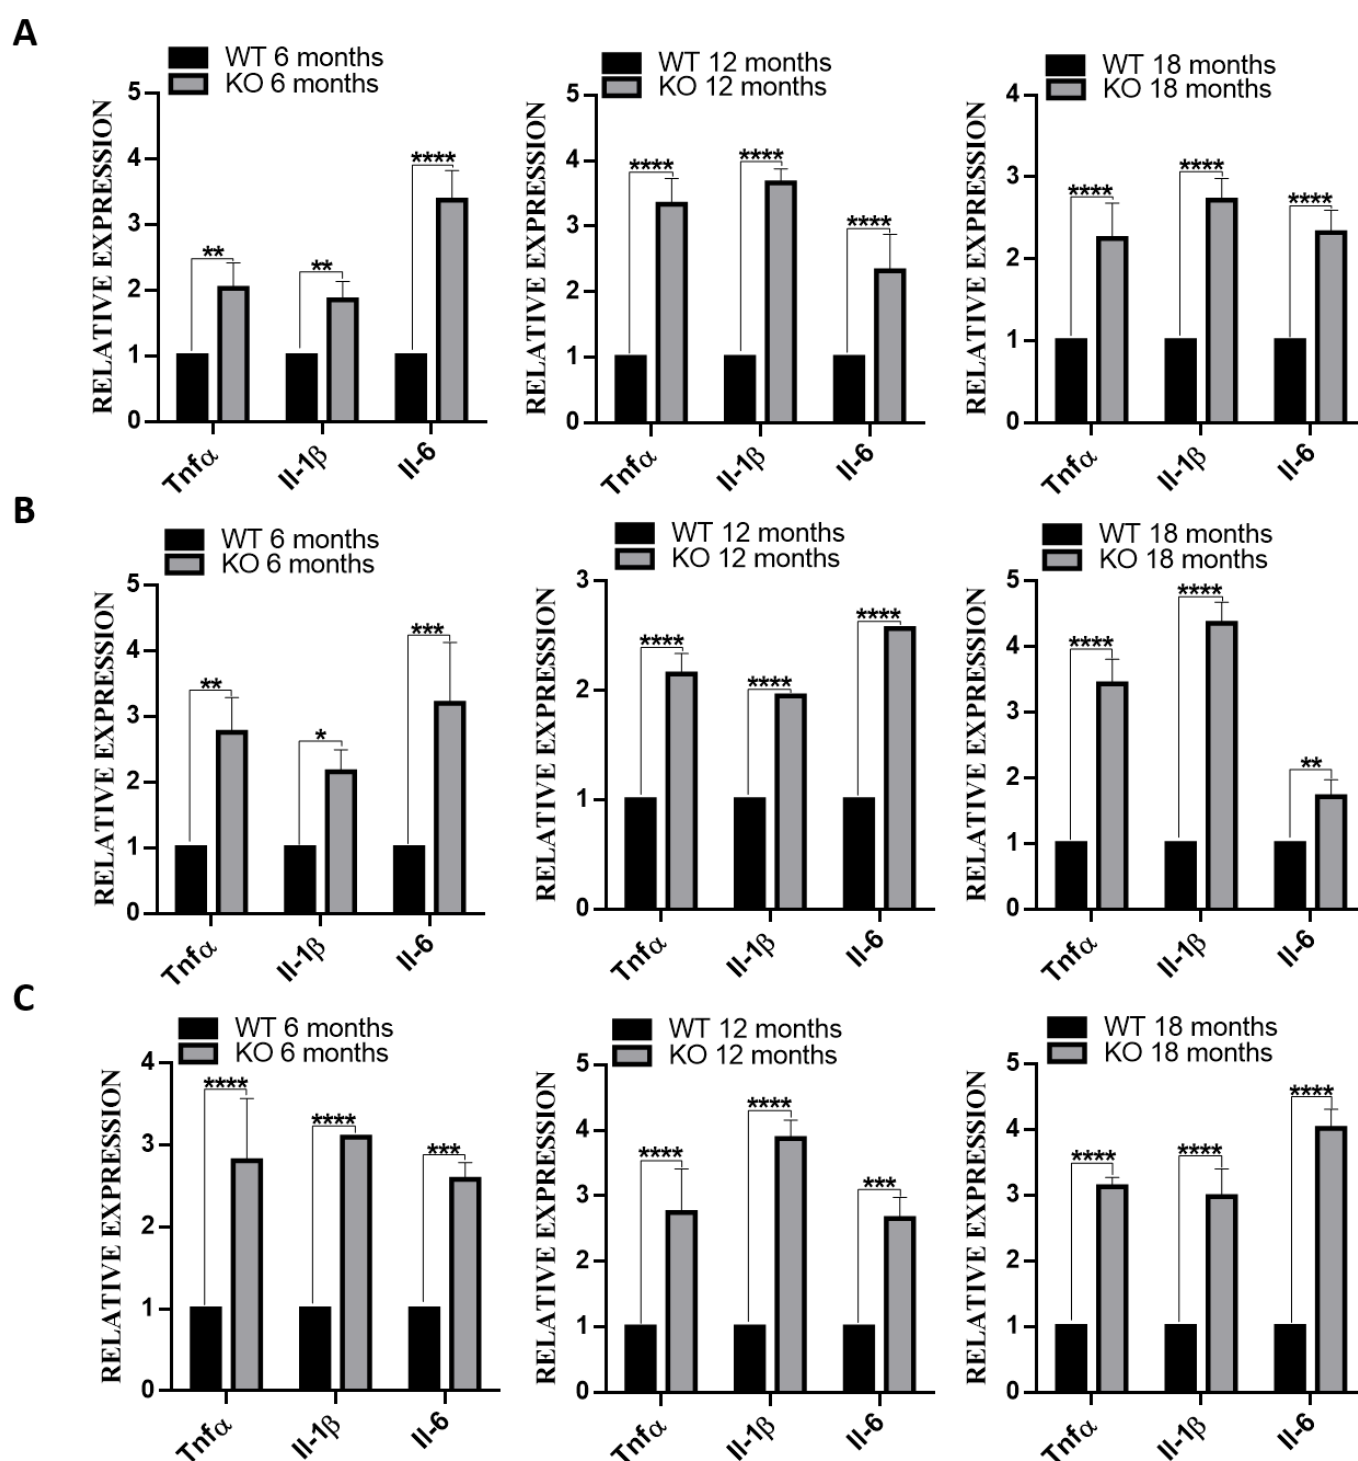 A
WT 6 months
KO 6 months
RELATIVE EXPRESSION
5
4
3
2
1
0
**
**
****
Tnfα
Il-1β
Il-6
WT 12 months
KO 12 months
RELATIVE EXPRESSION
5
4
3
2
1
0
****
****
****
Tnfα
Il-1β
Il-6
WT 18 months
KO 18 months
RELATIVE EXPRESSION
4
3
2
1
0
****
****
****
Tnfα
Il-1β
Il-6
B
WT 6 months
KO 6 months
RELATIVE EXPRESSION
5
4
3
2
1
0
**
*
***
Tnfα
Il-1β
Il-6
WT 12 months
KO 12 months
RELATIVE EXPRESSION
3
2
1
0
****
****
****
Tnfα
Il-1β
Il-6
WT 18 months
KO 18 months
RELATIVE EXPRESSION
5
4
3
2
1
0
****
****
**
Tnfα
Il-1β
Il-6
C
WT 6 months
KO 6 months
RELATIVE EXPRESSION
4
3
2
1
0
****
****
***
Tnfα
Il-1β
Il-6
WT 12 months
KO 12 months
RELATIVE EXPRESSION
5
4
3
2
1
0
****
****
***
Tnfα
Il-1β
Il-6
WT 18 months
KO 18 months
RELATIVE EXPRESSION
5
4
3
2
1
0
****
****
****
Tnfα
Il-1β
Il-6